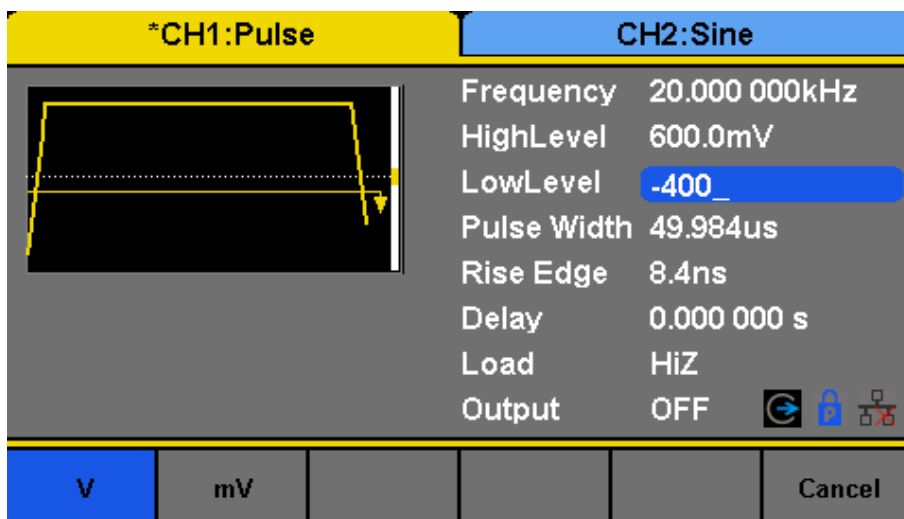 *CH1:Pulse CH2:Sine
Frequency 20.000 000kHz
HighLevel 600.0mV
LowLevel -400_
Pulse Width 49.984us
Rise Edge 8.4ns
Delay 0.000 000 s
Load HiZ
Output OFF P
V mV Cancel